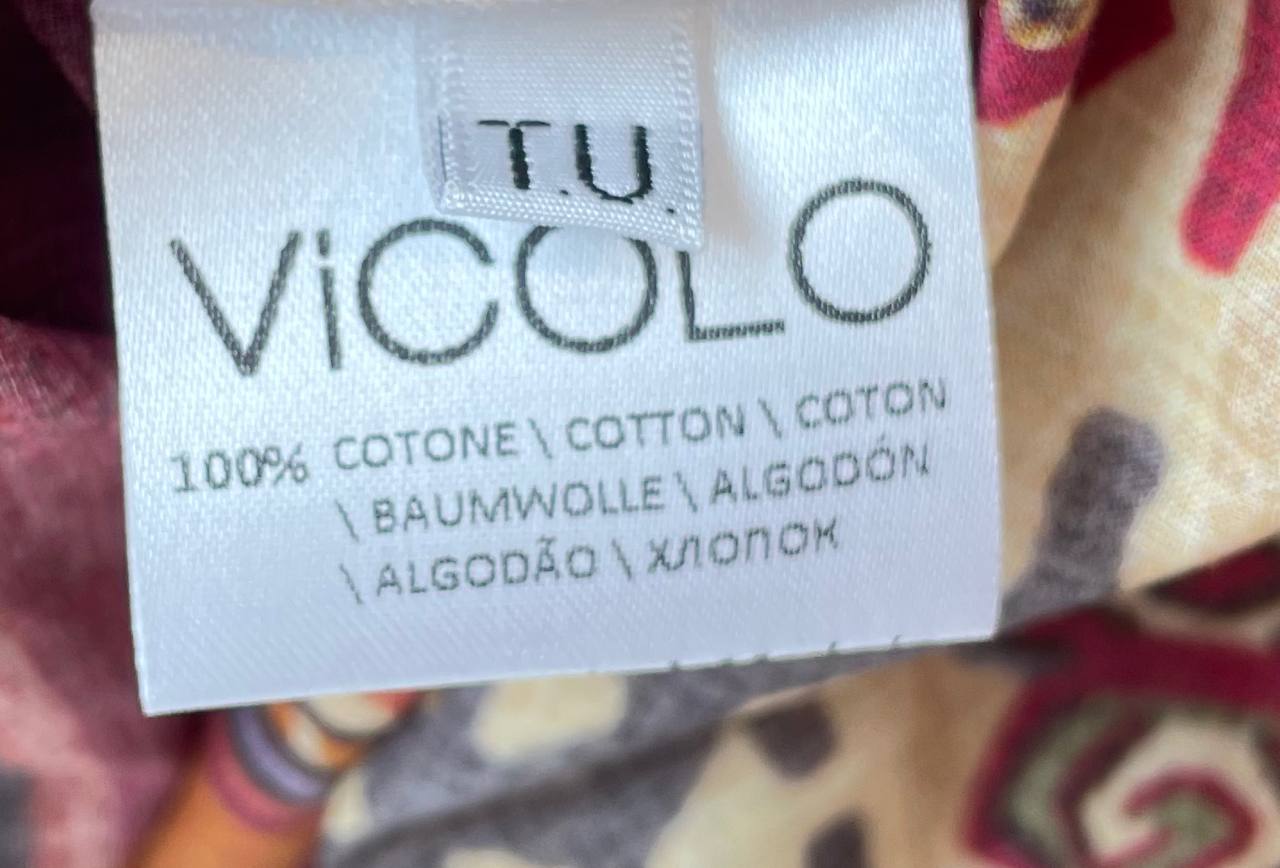 T.U.
ViCOLO
100% COTONE \ COTTON \ COTON
\ BAUMWOLLE \ ALGODÓN
\ ALGODÃO \ ХЛОПОК